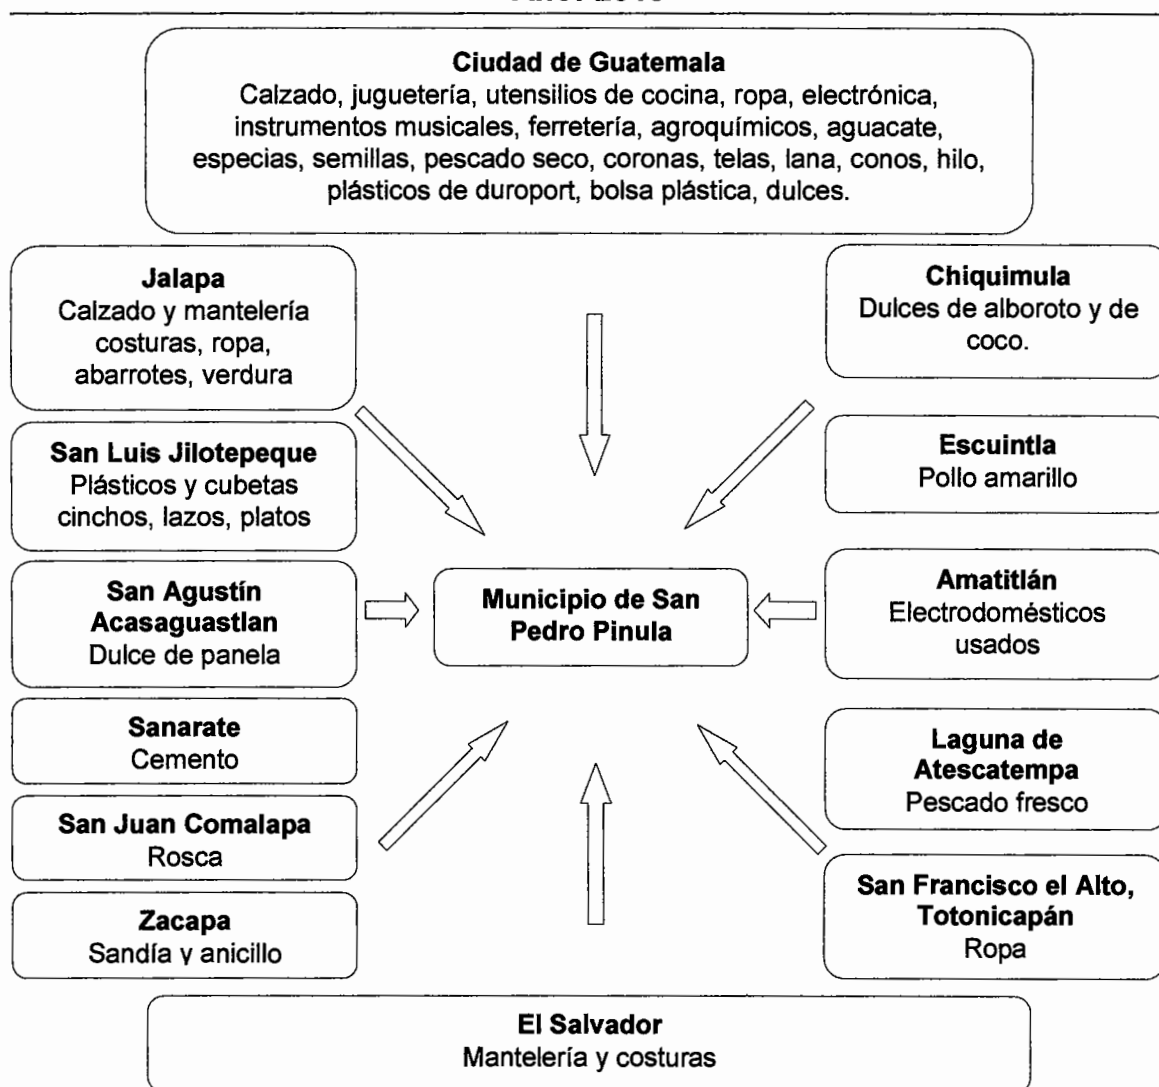 Ciudad de Guatemala
Calzado, juguetería, utensilios de cocina, ropa, electrónica,
instrumentos musicales, ferretería, agroquímicos, aguacate,
especias, semillas, pescado seco, coronas, telas, lana, conos, hilo,
plásticos de duroport, bolsa plástica, dulces.
Jalapa
Calzado y mantelería
costuras, ropa,
abarrotes, verdura
San Luis Jilotepeque
Plásticos y cubetas
cinchos, lazos, platos
San Agustín
Acasaguastlan
Dulce de panela
Sanarate
Cemento
San Juan Comalapa
Rosca
Zacapa
Sandía y anicillo
Municipio de San
Pedro Pinula
Chiquimula
Dulces de alboroto y de
coco.
Escuintla
Pollo amarillo
Amatitlán
Electrodomésticos
usados
Laguna de
Atescatempa
Pescado fresco
San Francisco el Alto,
Totonicapán
Ropa
El Salvador
Mantelería y costuras